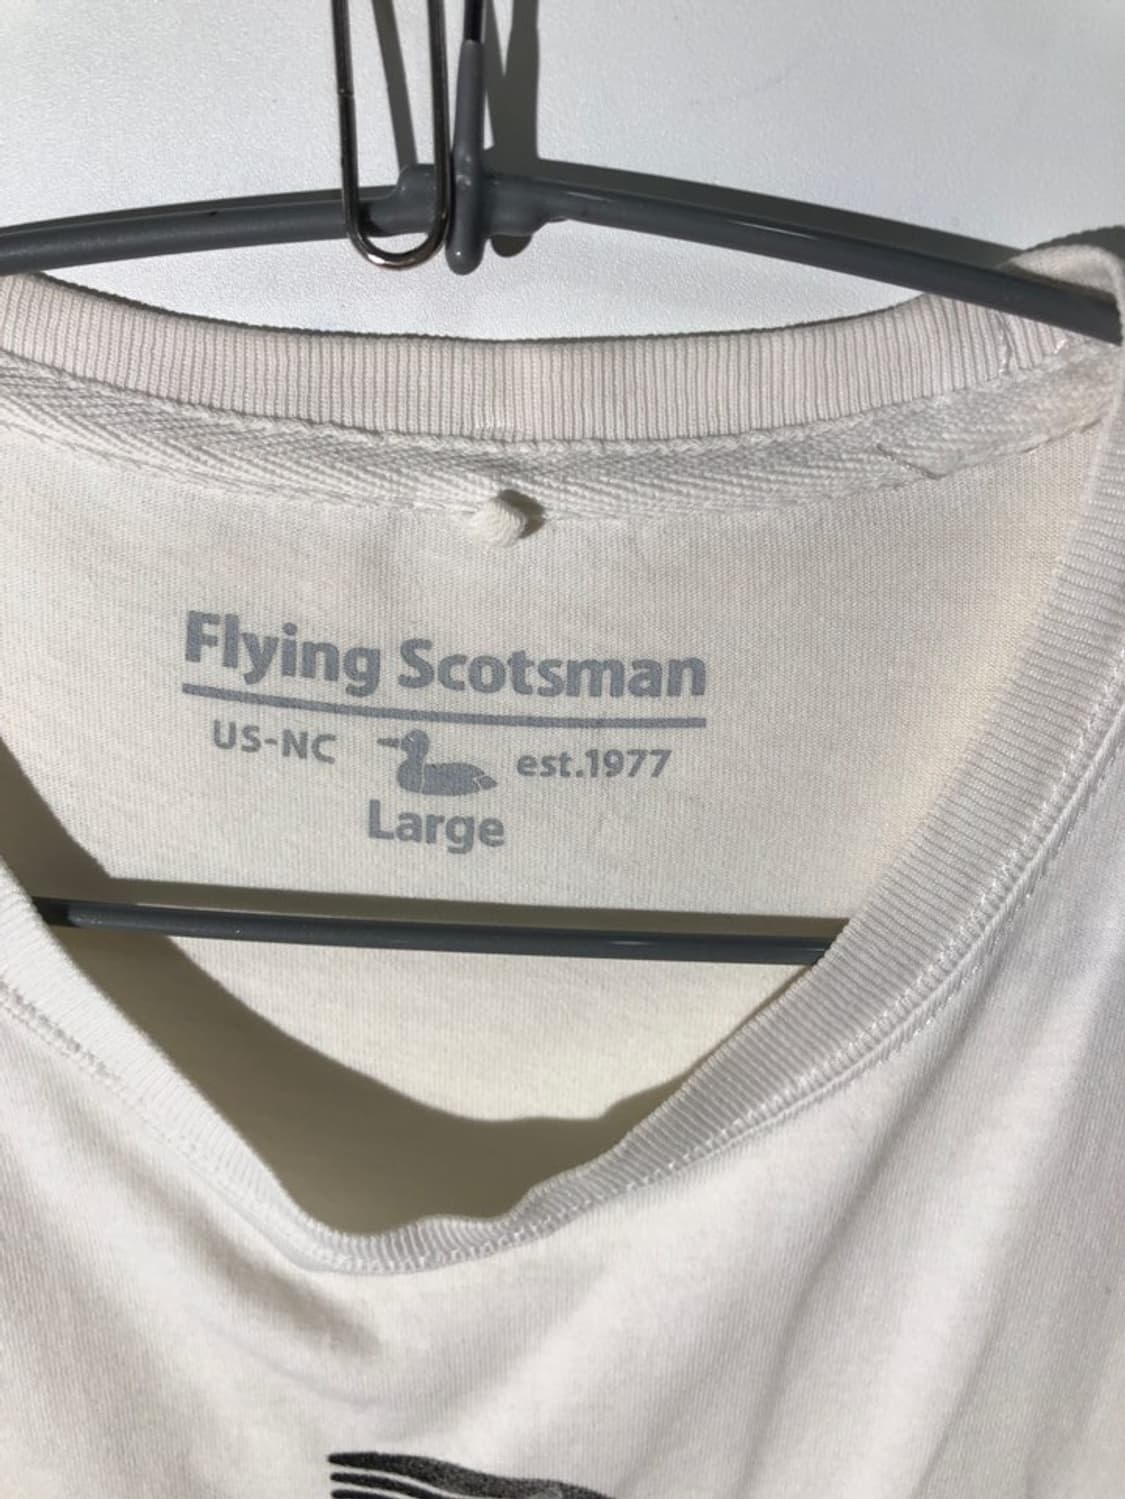 Flying Scotsman
US-NC est.1977
Large